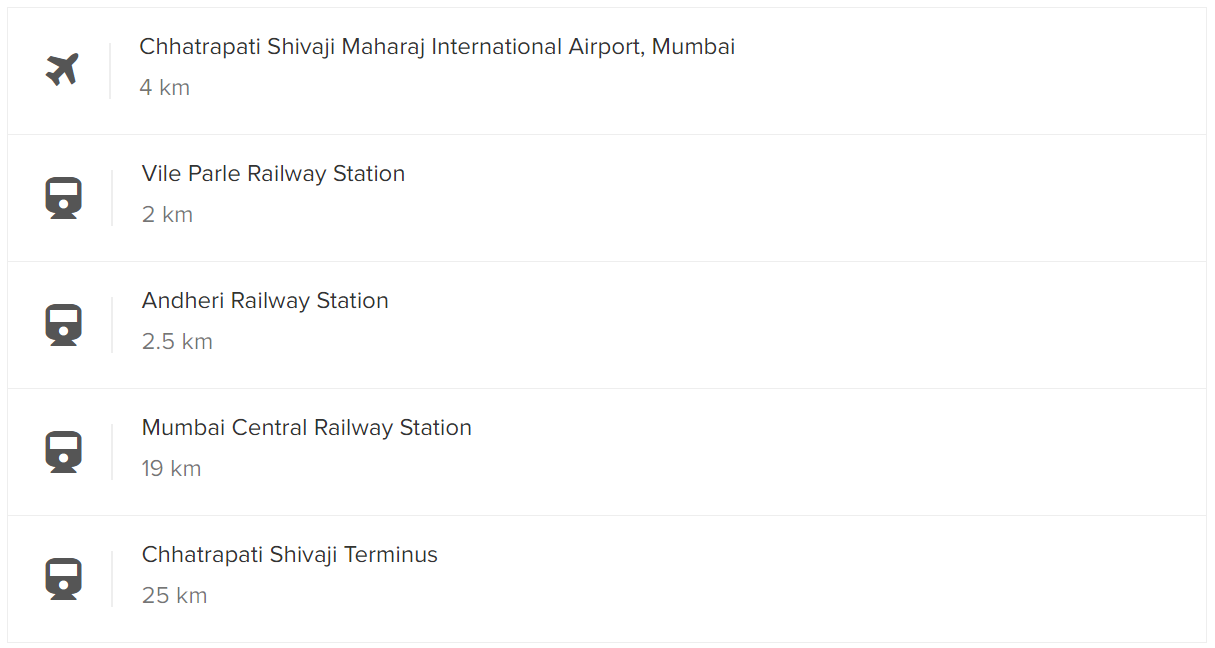 Chhatrapati Shivaji Maharaj International Airport, Mumbai
4 km
Vile Parle Railway Station
2 km
Andheri Railway Station
2.5 km
Mumbai Central Railway Station
19 km
Chhatrapati Shivaji Terminus
25 km